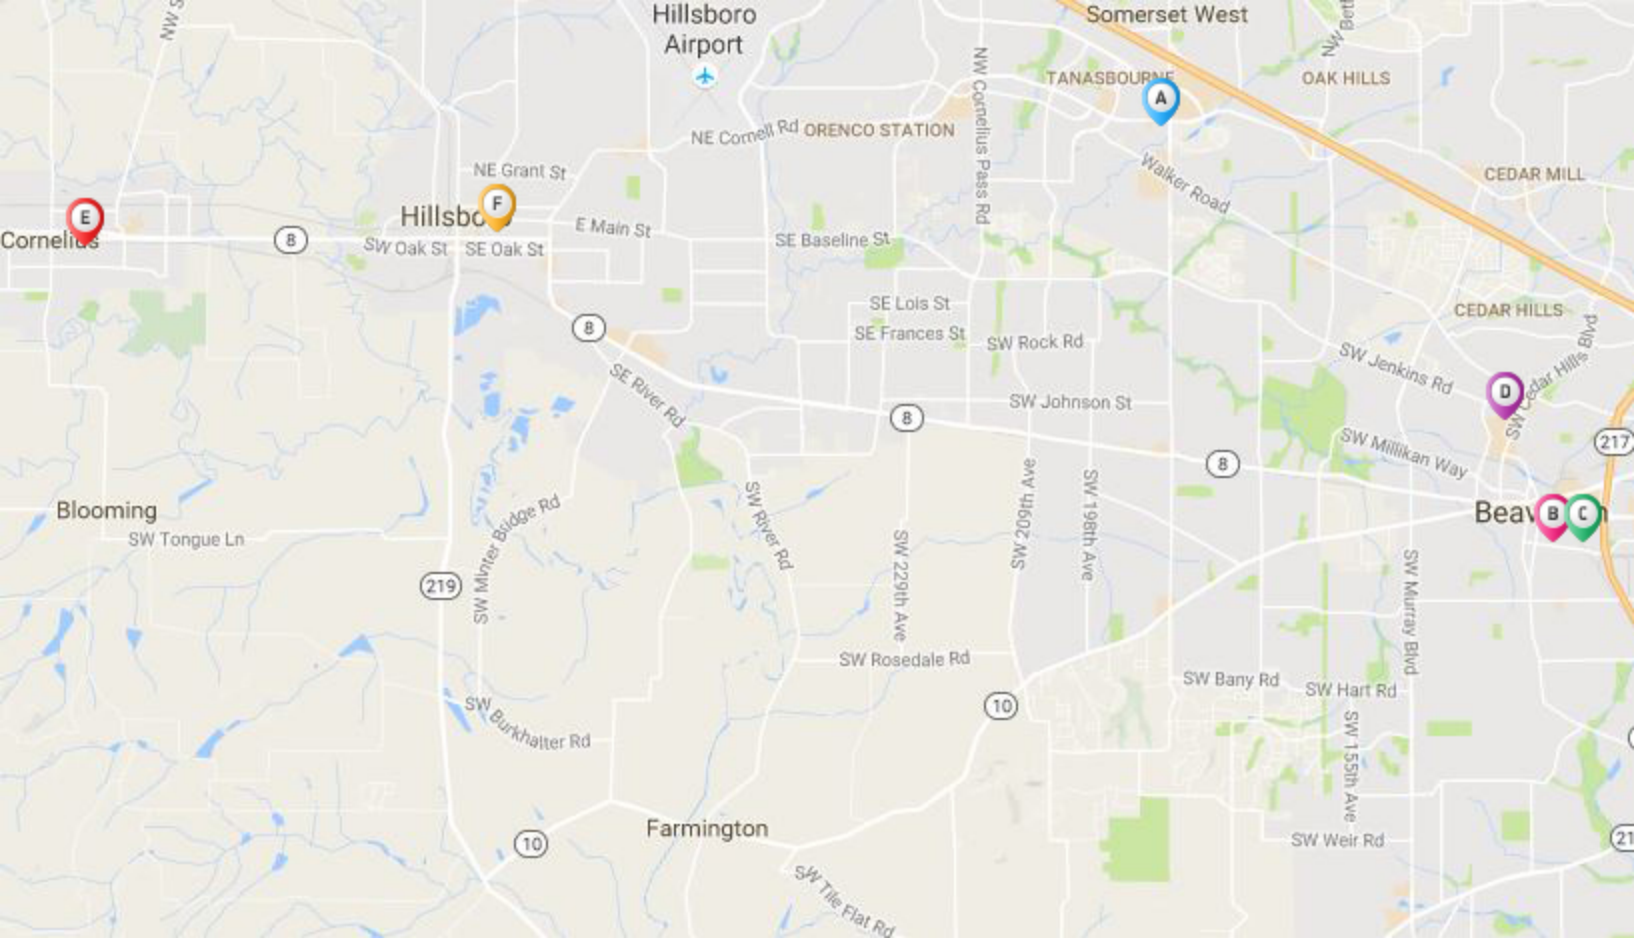 Hillsboro
Airport
Somerset West
NW Bet
NW S
TANASBOURNE
OAK HILLS
A
NE Cornell Rd
ORENCO STATION
NW Cornelius Pass Rd
Walker Road
CEDAR MILL
NE Grant St
E
F
Hillsbo
Cornelius
8
SW Oak St
SE Oak St
E Main St
SE Baseline St
SE Lois St
CEDAR HILLS
8
SE Frances St
SW Rock Rd
SW Jenkins Rd
SW Cedar Hills Blvd
D
SE River Rd
SW Johnson St
8
SW Millikan Way
217
8
Blooming
SW Tongue Ln
SW Minter Bridge Rd
SW River Rd
SW 209th Ave
SW 198th Ave
Beav
B
C
n
219
SW 229th Ave
SW Murray Blvd
SW Rosedale Rd
SW Bany Rd
SW Hart Rd
10
SW Burkhalter Rd
SW 155th Ave
Farmington
10
SW Weir Rd
21
SW Tile Flat Rd